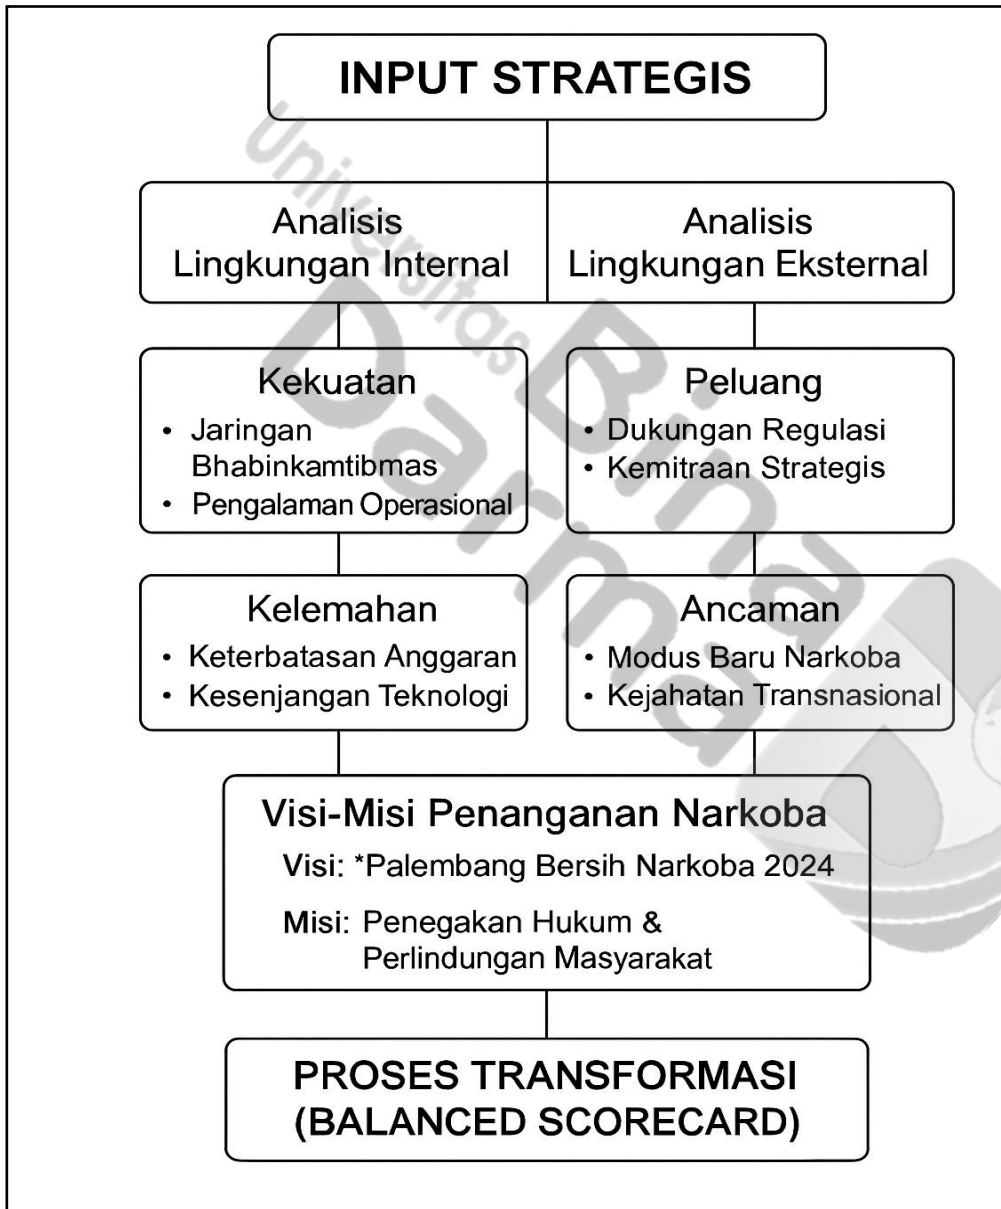 INPUT STRATEGIS
Analisis
Lingkungan Internal
Analisis
Lingkungan Eksternal
Kekuatan
• Jaringan
Bhabinkamtibmas
• Pengalaman Operasional
Peluang
• Dukungan Regulasi
• Kemitraan Strategis
Kelemahan
• Keterbatasan Anggaran
• Kesenjangan Teknologi
Ancaman
• Modus Baru Narkoba
• Kejahatan Transnasional
Visi-Misi Penanganan Narkoba
Visi: *Palembang Bersih Narkoba 2024
Misi: Penegakan Hukum &
Perlindungan Masyarakat
PROSES TRANSFORMASI
(BALANCED SCORECARD)
Universitas
Bina
Darma